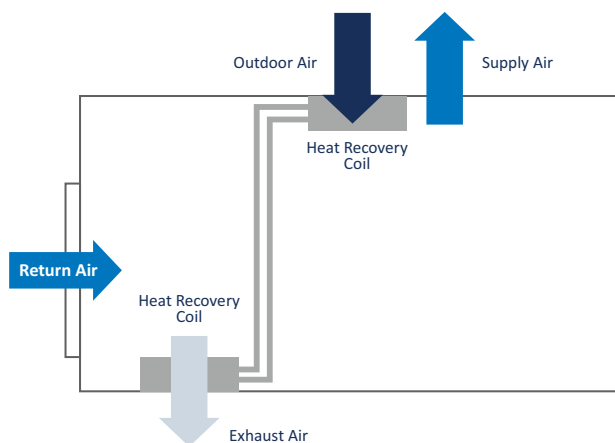 Outdoor Air
Supply Air
Heat Recovery
Coil
Return Air
Heat Recovery
Coil
Exhaust Air